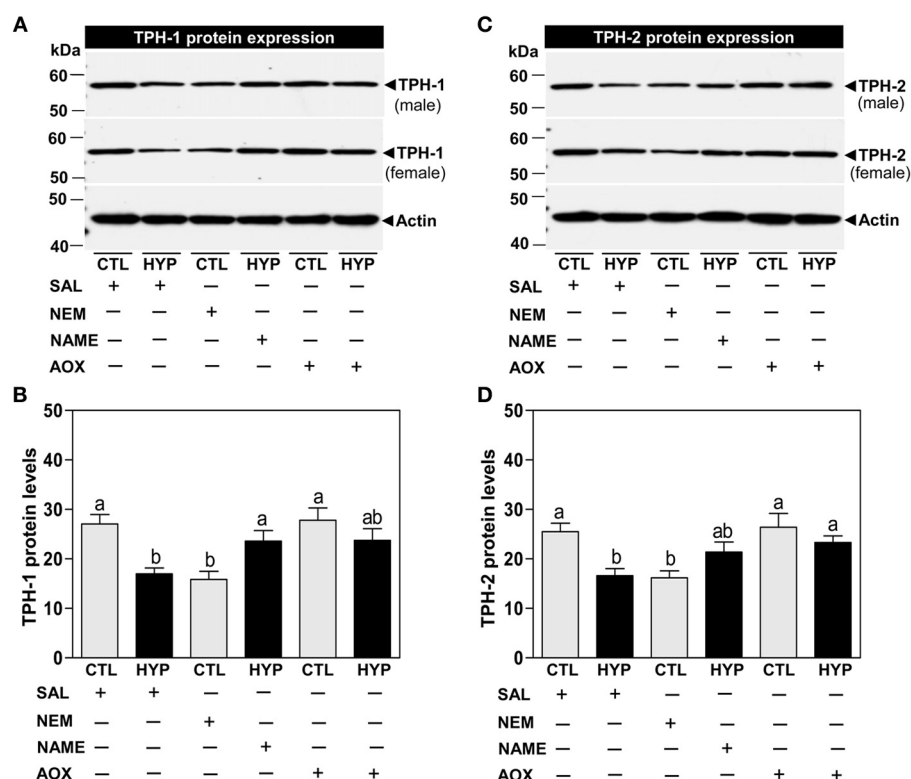 A
TPH-1 protein expression
kDa
60
TPH-1
(male)
50
60
TPH-1
(female)
50
50
Actin
40
CTL HYP CTL HYP CTL HYP
SAL + + — — — —
NEM — — + — — —
NAME — — — + — —
AOX — — — — + +
C
TPH-2 protein expression
kDa
60
TPH-2
(male)
50
60
TPH-2
(female)
50
50
Actin
40
CTL HYP CTL HYP CTL HYP
SAL + + — — — —
NEM — — + — — —
NAME — — — + — —
AOX — — — — + +
B
TPH-1 protein levels
50
40
30
20
10
0
a b b a a ab
CTL HYP CTL HYP CTL HYP
SAL + + — — — —
NEM — — + — — —
NAME — — — + — —
AOX — — — — + +
D
TPH-2 protein levels
50
40
30
20
10
0
a b b ab a a
CTL HYP CTL HYP CTL HYP
SAL + + — — — —
NEM — — + — — —
NAME — — — + — —
AOX — — — — + +